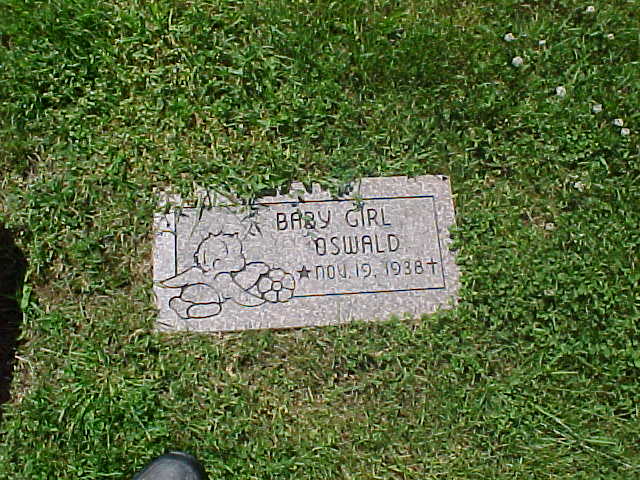 BABY GIRL
OSWALD
★NOV. 19, 1938✝